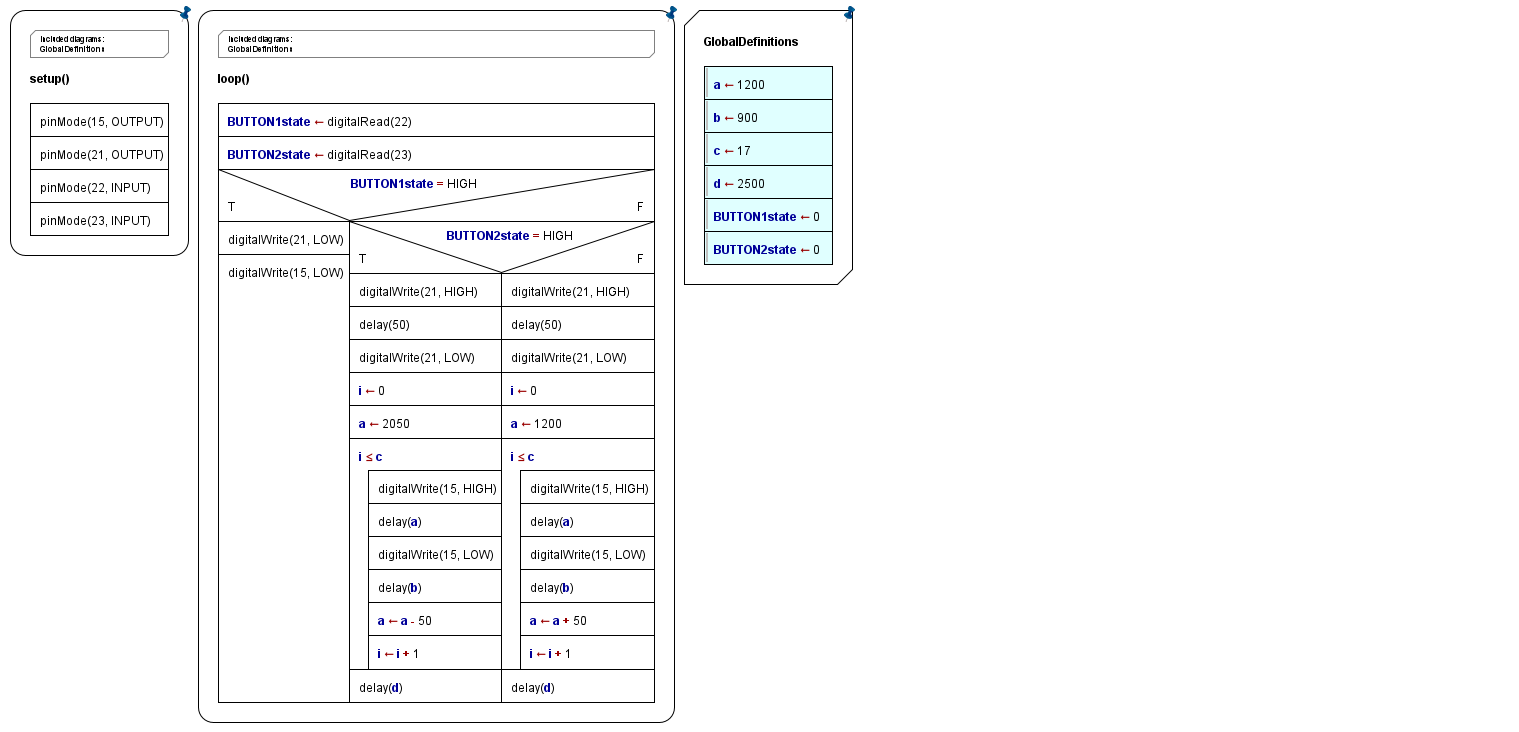 Included diagrams:
GlobalDefinitions
setup()
pinMode(15, OUTPUT)
pinMode(21, OUTPUT)
pinMode(22, INPUT)
pinMode(23, INPUT)
Included diagrams:
GlobalDefinitions
loop()
BUTTON1state ← digitalRead(22)
BUTTON2state ← digitalRead(23)
BUTTON1state = HIGH
T
F
digitalWrite(21, LOW)
digitalWrite(15, LOW)
BUTTON2state = HIGH
T
F
digitalWrite(21, HIGH)
delay(50)
digitalWrite(21, LOW)
i ← 0
a ← 2050
i ≤ c
digitalWrite(15, HIGH)
delay(a)
digitalWrite(15, LOW)
delay(b)
a ← a - 50
i ← i + 1
delay(d)
digitalWrite(21, HIGH)
delay(50)
digitalWrite(21, LOW)
i ← 0
a ← 1200
i ≤ c
digitalWrite(15, HIGH)
delay(a)
digitalWrite(15, LOW)
delay(b)
a ← a + 50
i ← i + 1
delay(d)
GlobalDefinitions
a ← 1200
b ← 900
c ← 17
d ← 2500
BUTTON1state ← 0
BUTTON2state ← 0